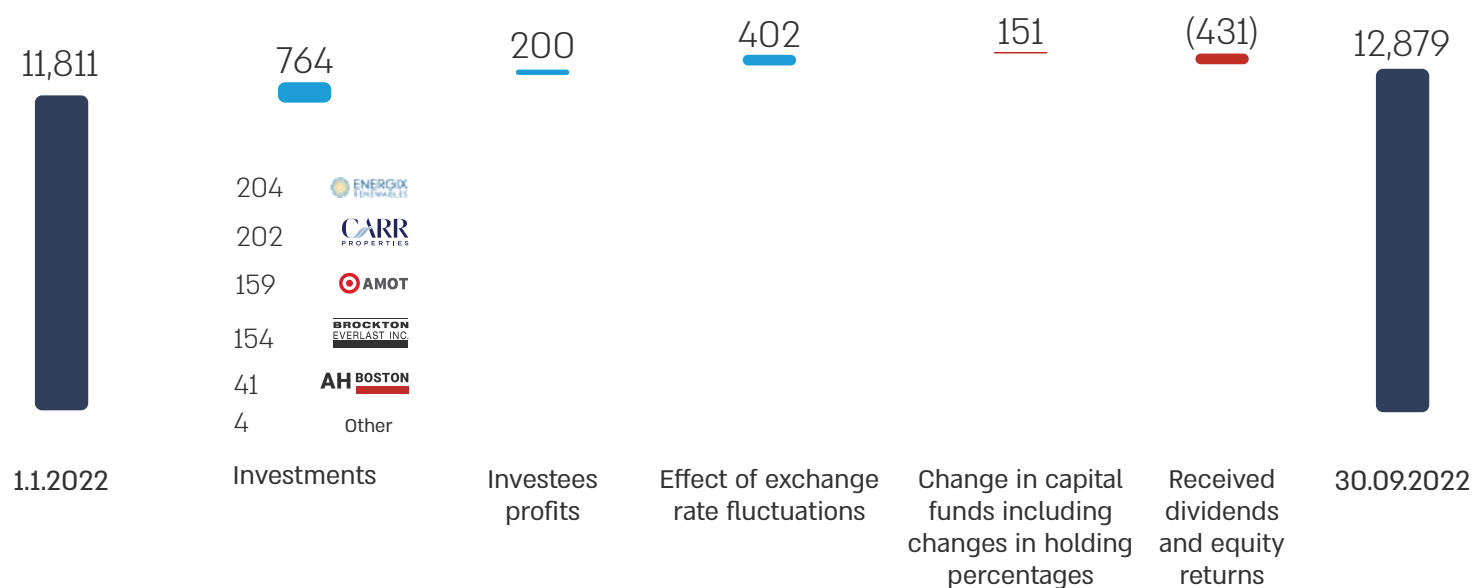 11,811
764
200
402
151
(431)
12,879
204 ENERGIX
RENEWABLES
202 CARR
PROPERTIES
159 AMOT
154 BROCKTON
EVERLAST INC.
41 AH BOSTON
4 Other
1.1.2022
Investments
Investees
profits
Effect of exchange
rate fluctuations
Change in capital
funds including
changes in holding
percentages
Received
dividends
and equity
returns
30.09.2022